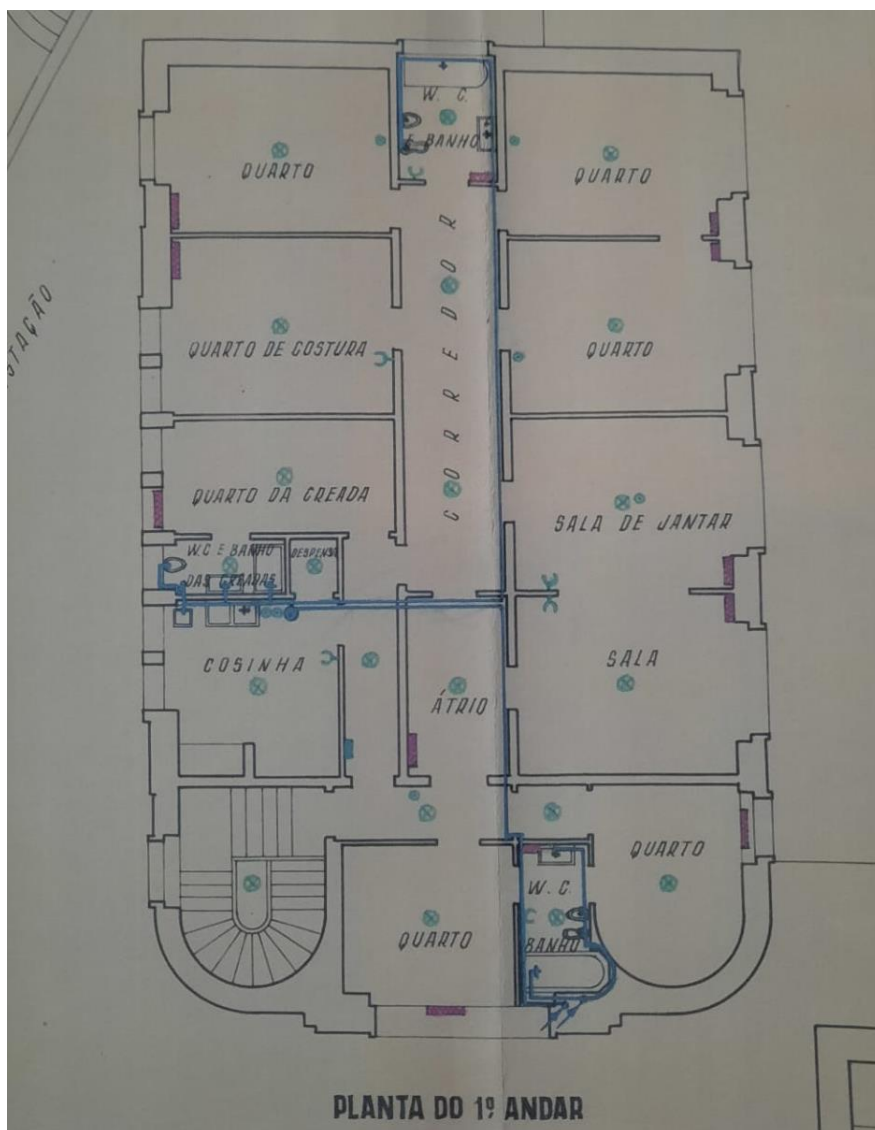 W. C.
E BANHO
QUARTO
QUARTO
CORREDOR
QUARTO DE COSTURA
QUARTO
QUARTO DA CREADA
SALA DE JANTAR
W.C E BANHO
DAS CREADAS
DESPENSA
COSINHA
ÁTRIO
SALA
QUARTO
W. C.
BANHO
QUARTO
PLANTA DO 1º ANDAR